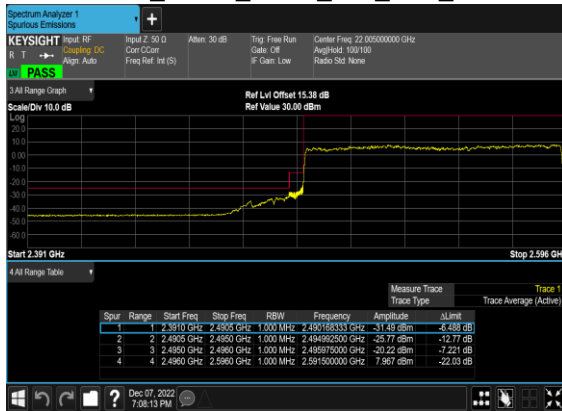 Spectrum Analyzer 1
Spurious Emissions
+
KEYSIGHT Input: RF Input Z: 50 Ω Atten: 30 dB Trig: Free Run Center Freq: 22.005000000 GHz
R T Coupling: DC Corr CCorr Gate: Off Avg|Hold: 100/100
Align: Auto Freq Ref: Int (S) IF Gain: Low Radio Std: None
PASS
3 All Range Graph
Ref Lvl Offset 15.38 dB
Scale/Div 10.0 dB Ref Value 30.00 dBm
Log
20.0
10.0
0.00
-10.0
-20.0
-30.0
-40.0
-50.0
-60.0
Start 2.391 GHz Stop 2.596 GHz
4 All Range Table
Measure Trace Trace 1
Trace Type Trace Average (Active)
Spur Range Start Freq Stop Freq RBW Frequency Amplitude ΔLimit
1 1 2.3910 GHz 2.4905 GHz 1.000 MHz 2.490168333 GHz -31.49 dBm -6.488 dB
2 2 2.4905 GHz 2.4950 GHz 1.000 MHz 2.494992500 GHz -25.77 dBm -12.77 dB
3 3 2.4950 GHz 2.4960 GHz 1.000 MHz 2.495975000 GHz -20.22 dBm -7.221 dB
4 4 2.4960 GHz 2.5960 GHz 1.000 MHz 2.591500000 GHz 7.967 dBm -22.03 dB
? Dec 07, 2022
7:08:13 PM